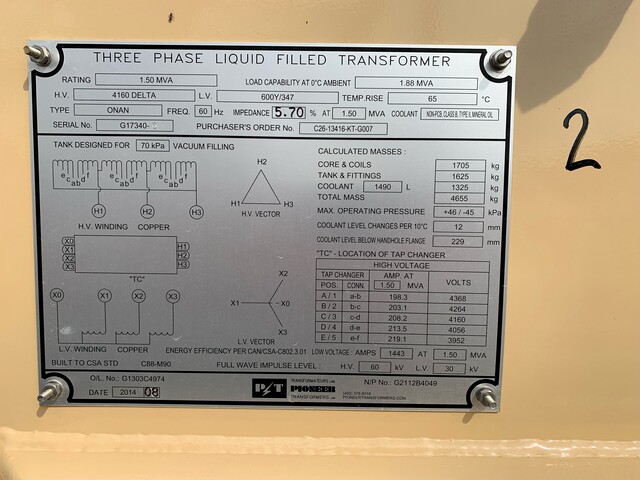 THREE PHASE LIQUID FILLED TRANSFORMER
RATING 1.50 MVA LOAD CAPABILITY AT 0°C AMBIENT 1.88 MVA
H.V. 4160 DELTA L.V. 600Y/347 TEMP.RISE 65 °C
TYPE ONAN FREQ. 60 Hz IMPEDANCE 5.70 % AT 1.50 MVA COOLANT NON-PCB, CLASS B, TYPE II, MINERAL OIL
SERIAL No. G17340- PURCHASER'S ORDER No. C26-13416-KT-G007
TANK DESIGNED FOR 70 kPa VACUUM FILLING
e c a b d f e c a b d f e c a b d f
H1 H2 H3
H.V. WINDING COPPER
H2
H1 H3
H.V. VECTOR
X0 H1
X1 H2
X2 H3
X3
"TC"
X0 X1 X2 X3
L.V. WINDING COPPER
X2
X1 X0
X3
L.V. VECTOR
CALCULATED MASSES :
CORE & COILS 1705 kg
TANK & FITTINGS 1625 kg
COOLANT 1490 L 1325 kg
TOTAL MASS 4655 kg
MAX. OPERATING PRESSURE +46 / -45 kPa
COOLANT LEVEL CHANGES PER 10°C 12 mm
COOLANT LEVEL BELOW HANDHOLE FLANGE 229 mm
"TC" - LOCATION OF TAP CHANGER
HIGH VOLTAGE
TAP CHANGER AMP. AT VOLTS
POS. CONN. 1.50 MVA
A / 1 a-b 198.3 4368
B / 2 b-c 203.1 4264
C / 3 c-d 208.2 4160
D / 4 d-e 213.5 4056
E / 5 e-f 219.1 3952
ENERGY EFFICIENCY PER CAN/CSA-C802.3.01 LOW VOLTAGE : AMPS 1443 AT 1.50 MVA
BUILT TO CSA STD C88-M90 FULL WAVE IMPULSE LEVEL : H.V. 60 kV L.V. 30 kV
O/L No.: G1303C4974 N/P No.: G2112B4049
DATE 2014 08
P/T TRANSFORMATEURS LTÉE
PIONEER
TRANSFORMERS LTD.
PIONEERTRANSFORMERS.COM
2